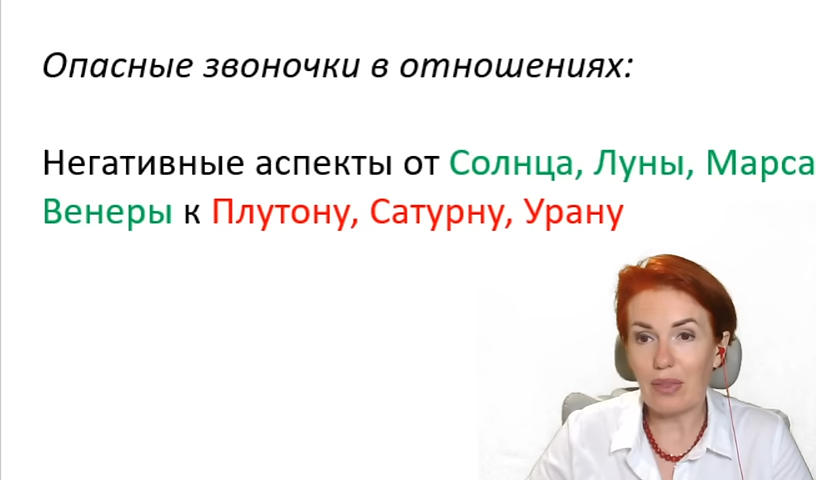 Опасные звоночки в отношениях:
Негативные аспекты от Солнца, Луны, Марса
Венеры к Плутону, Сатурну, Урану